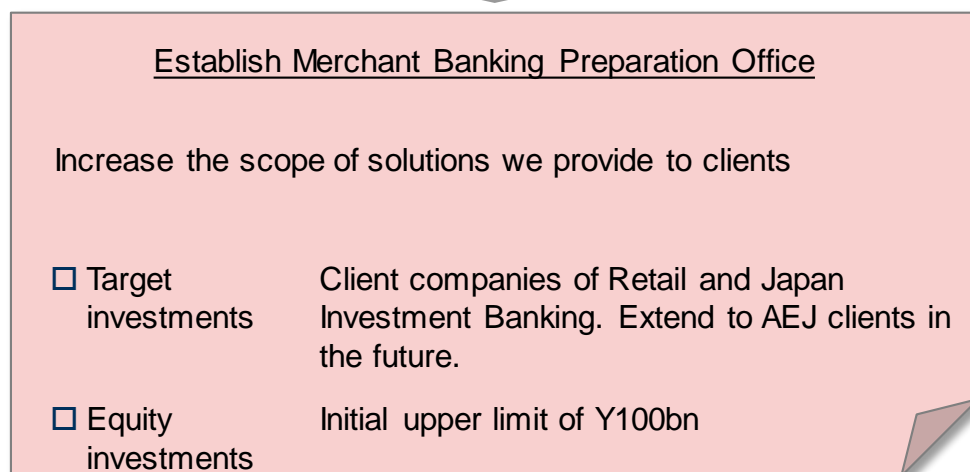 Establish Merchant Banking Preparation Office
Increase the scope of solutions we provide to clients
Target investments
Client companies of Retail and Japan
Investment Banking. Extend to AEJ clients in
the future.
Equity investments
Initial upper limit of Y100bn